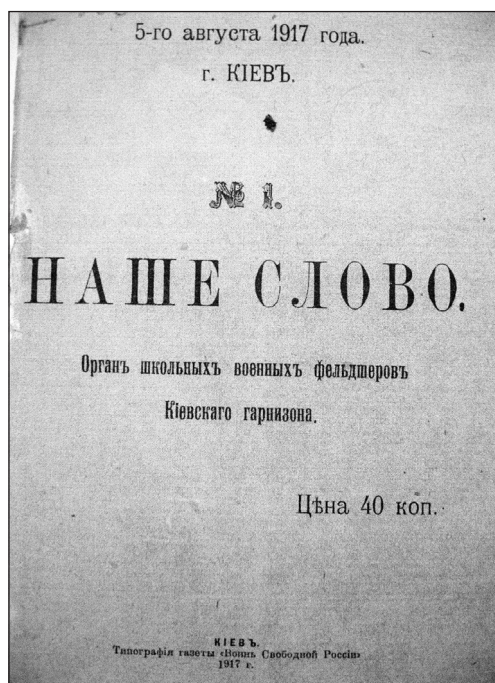 5-го августа 1917 года.
г. КІЕВЪ.
№ 1.
НАШЕ СЛОВО.
Органъ школьныхъ военныхъ фельдшеровъ
Кіевскаго гарнизона.
Цѣна 40 коп.
КІЕВЪ.
Типографія газеты «Воинъ Свободной Россіи»
1917 г.